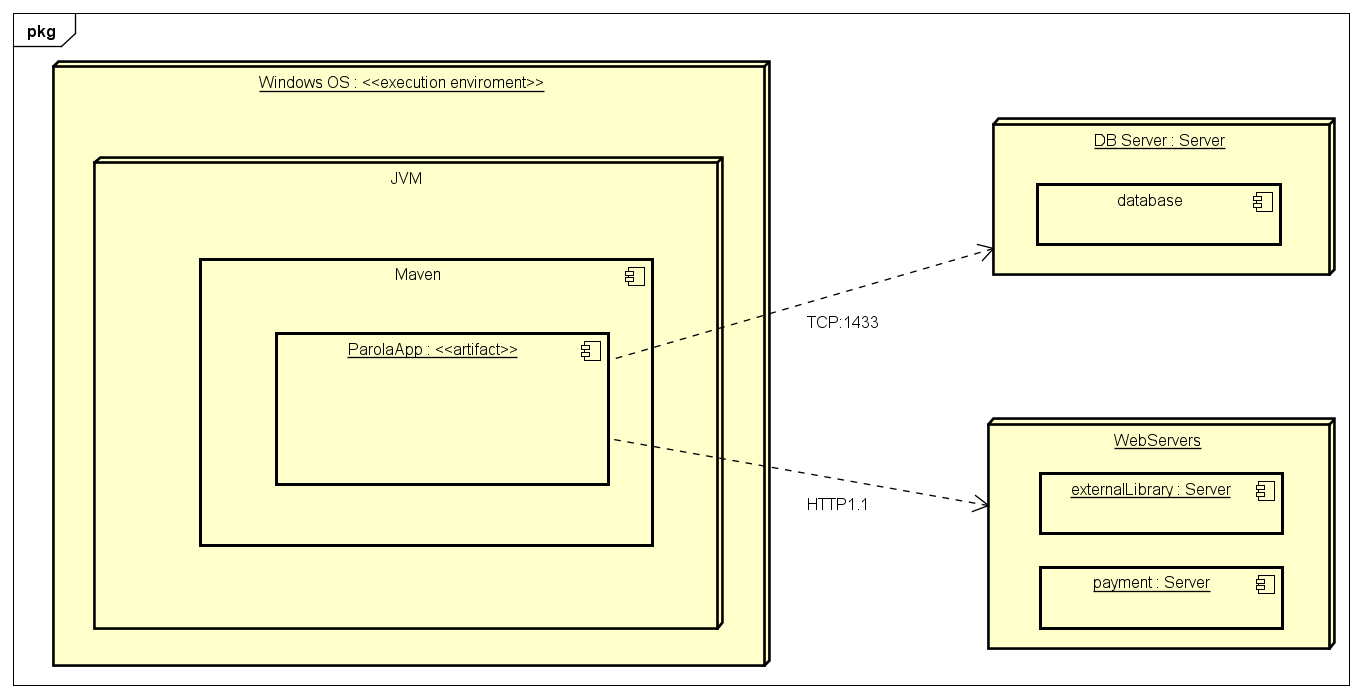 pkg
Windows OS : <<execution enviroment>>
JVM
Maven
ParolaApp : <<artifact>>
TCP:1433
HTTP1.1
DB Server : Server
database
WebServers
externalLibrary : Server
payment : Server